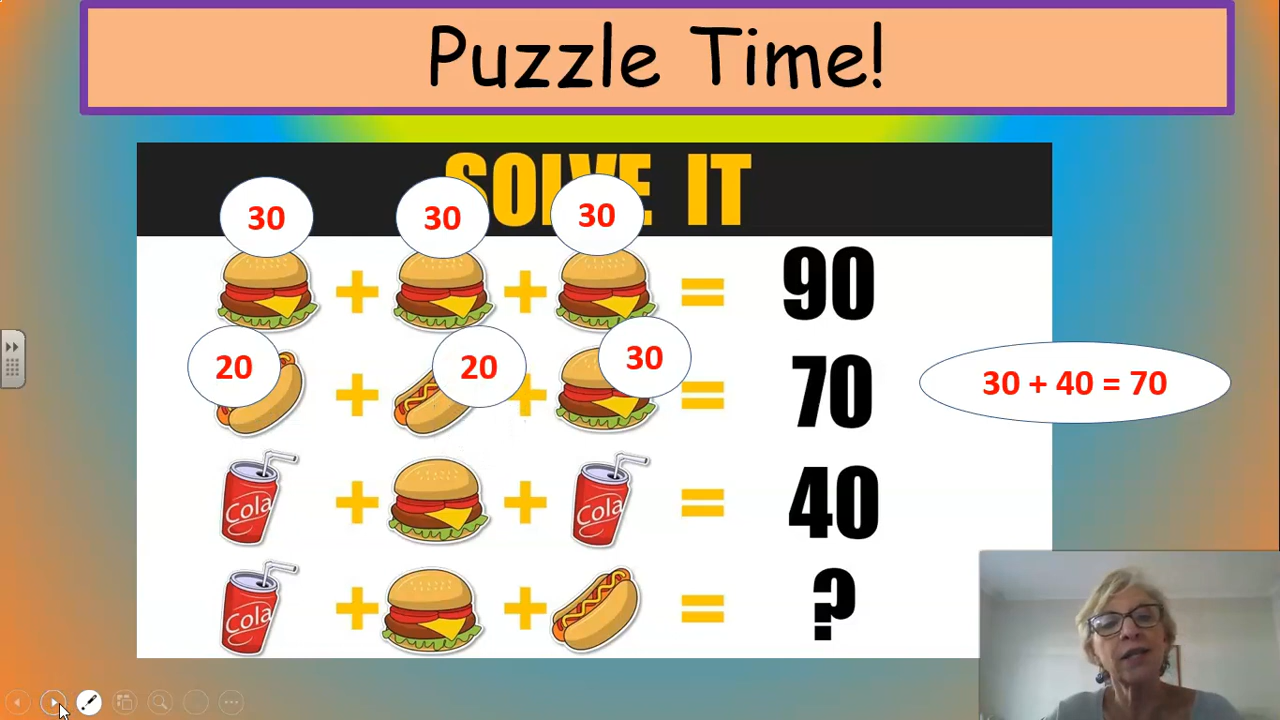 Puzzle Time!
SOLVE IT
30 30 30
+ + = 90
20 20 30
+ + = 70
30 + 40 = 70
Cola + + Cola = 40
Cola + + = ?